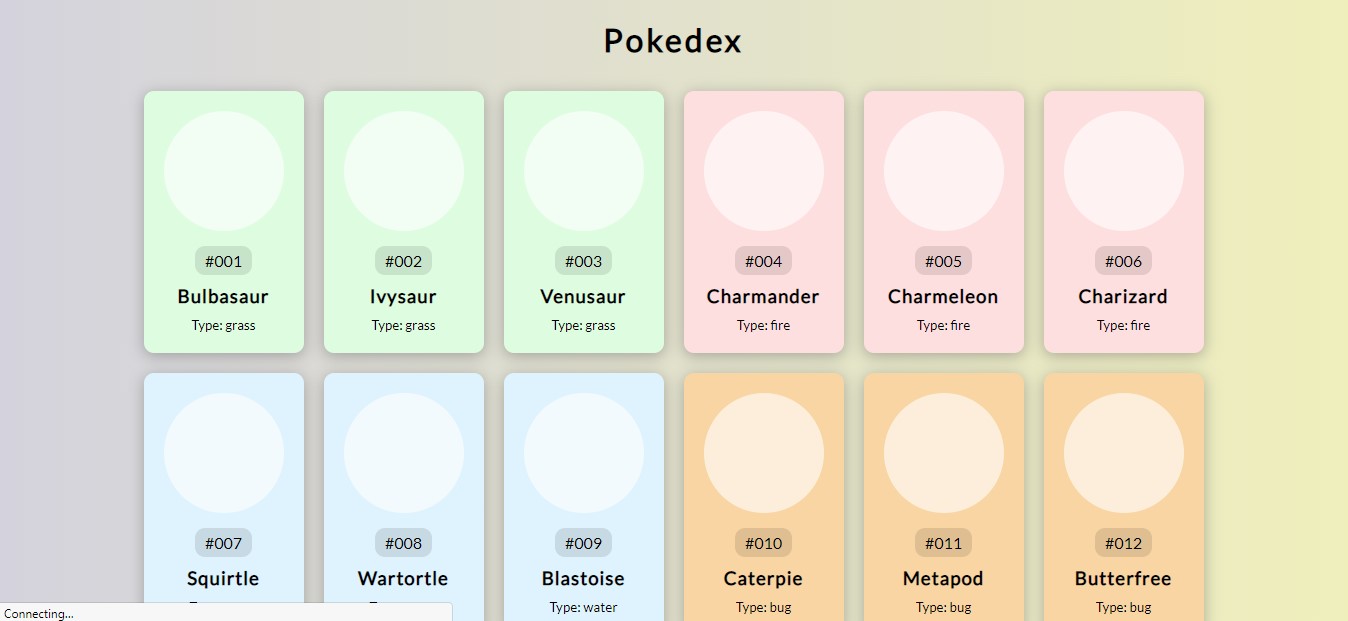 Pokedex
#001 #002 #003 #004 #005 #006
Bulbasaur Ivysaur Venusaur Charmander Charmeleon Charizard
Type: grass Type: grass Type: grass Type: fire Type: fire Type: fire
#007 #008 #009 #010 #011 #012
Squirtle Wartortle Blastoise Caterpie Metapod Butterfree
Type: water Type: bug Type: bug Type: bug
Connecting...